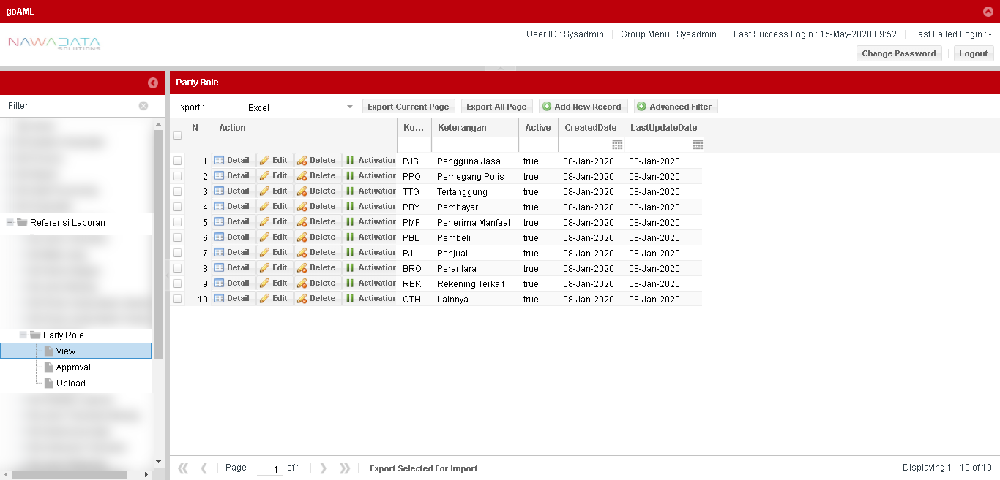 goAML
NAWADATA
SOLUTIONS
User ID : Sysadmin
Group Menu : Sysadmin
Last Success Login : 15-May-2020 09:52
Last Failed Login : -
Change Password
Logout
Filter:
Referensi Laporan
Party Role
View
Approval
Upload
Party Role
Export : Excel Export Current Page Export All Page Add New Record Advanced Filter
N Action Ko... Keterangan Active CreatedDate LastUpdateDate
1 Detail Edit Delete Activation PJS Pengguna Jasa true 08-Jan-2020 08-Jan-2020
2 Detail Edit Delete Activation PPO Pemegang Polis true 08-Jan-2020 08-Jan-2020
3 Detail Edit Delete Activation TTG Tertanggung true 08-Jan-2020 08-Jan-2020
4 Detail Edit Delete Activation PBY Pembayar true 08-Jan-2020 08-Jan-2020
5 Detail Edit Delete Activation PMF Penerima Manfaat true 08-Jan-2020 08-Jan-2020
6 Detail Edit Delete Activation PBL Pembeli true 08-Jan-2020 08-Jan-2020
7 Detail Edit Delete Activation PJL Penjual true 08-Jan-2020 08-Jan-2020
8 Detail Edit Delete Activation BRO Perantara true 08-Jan-2020 08-Jan-2020
9 Detail Edit Delete Activation REK Rekening Terkait true 08-Jan-2020 08-Jan-2020
10 Detail Edit Delete Activation OTH Lainnya true 08-Jan-2020 08-Jan-2020
Page 1 of 1 Export Selected For Import Displaying 1 - 10 of 10